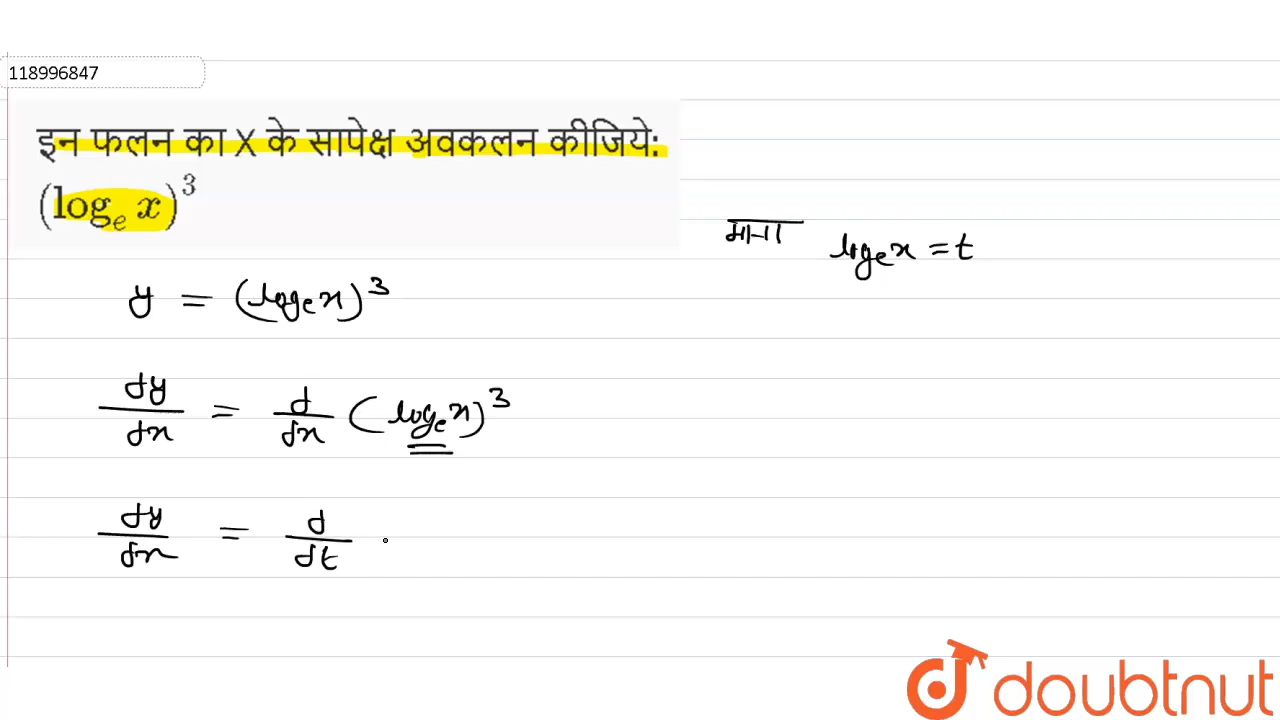 118996847
इन फलन का X के सापेक्ष अवकलन कीजिये:
(logₑ x)³
माना logₑx = t
y = (logₑx)³
dy/dx = d/dx (logₑx)³
dy/dx = d/dt
doubtnut